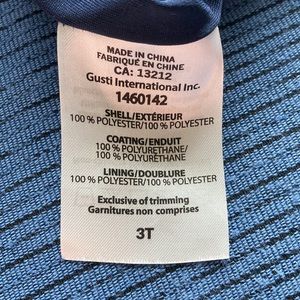 MADE IN CHINA
FABRIQUÉ EN CHINE
CA: 13212
Gusti International Inc.
1460142
SHELL/EXTÉRIEUR
100 % POLYESTER/100 % POLYESTER
COATING/ENDUIT
100 % POLYURETHANE/
100 % POLYURÉTHANE
LINING/DOUBLURE
100 % POLYESTER/100 % POLYESTER
Exclusive of trimming
Garnitures non comprises
3T